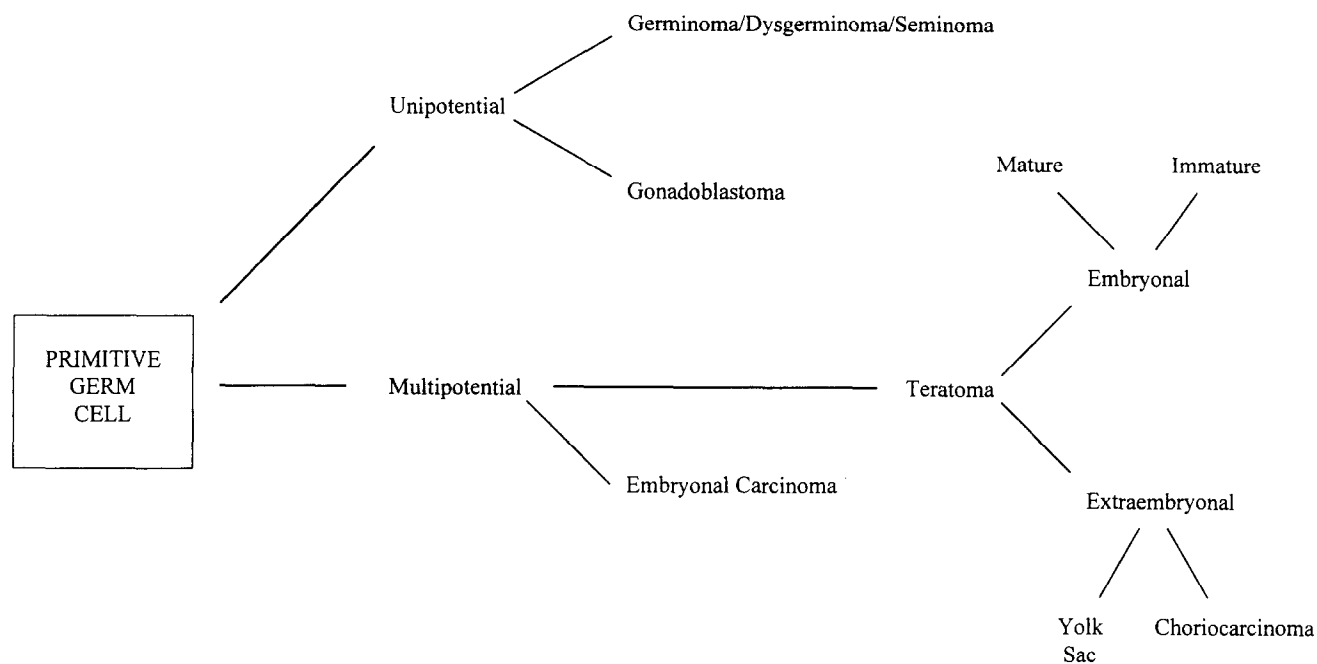 Germinoma/Dysgerminoma/Seminoma
Unipotential
Mature
Immature
Gonadoblastoma
Embryonal
PRIMITIVE
GERM
CELL
Multipotential
Teratoma
Embryonal Carcinoma
Extraembryonal
Yolk
Sac
Choriocarcinoma